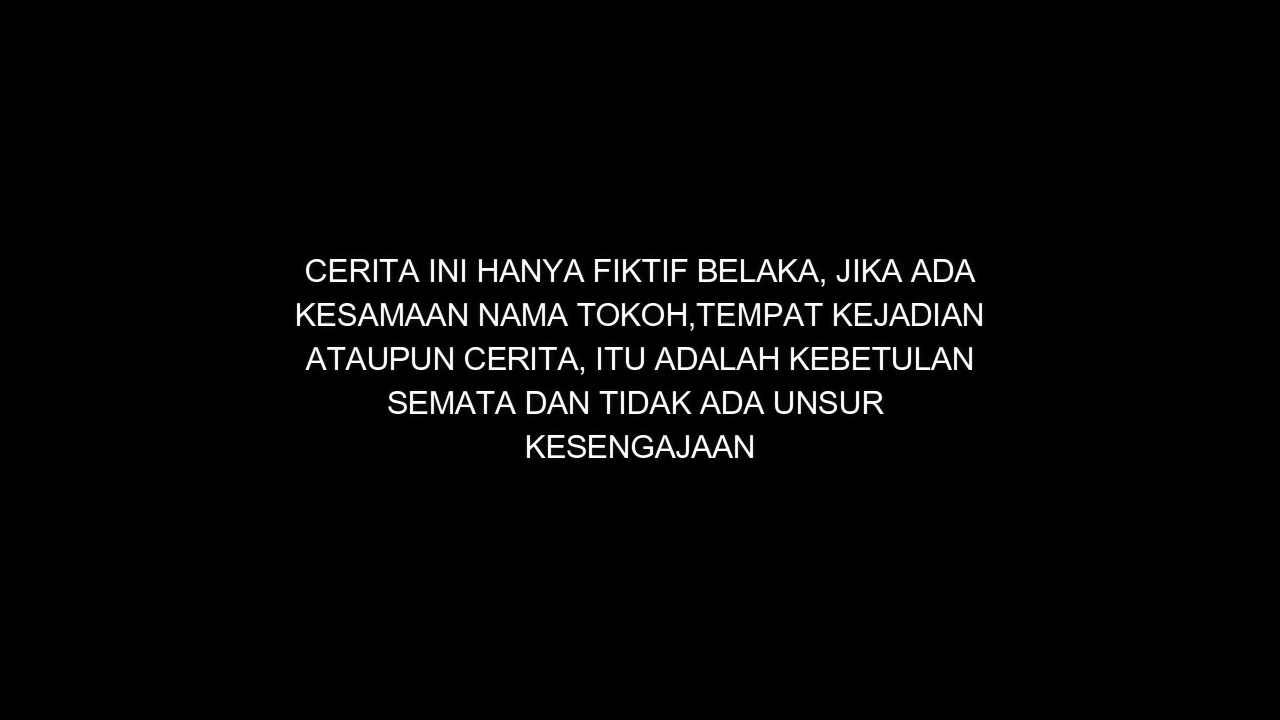 CERITA INI HANYA FIKTIF BELAKA, JIKA ADA
KESAMAAN NAMA TOKOH,TEMPAT KEJADIAN
ATAUPUN CERITA, ITU ADALAH KEBETULAN
SEMATA DAN TIDAK ADA UNSUR
KESENGAJAAN